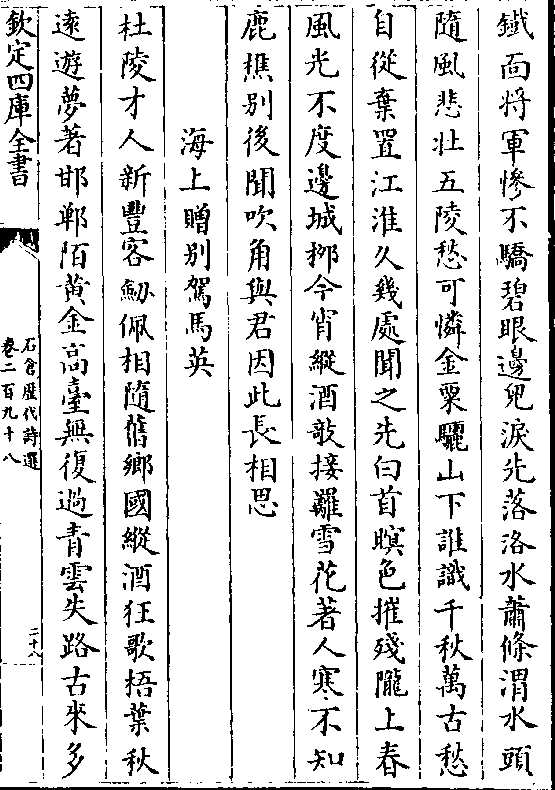 鐵面將軍慘不驕碧眼邊兒淚先落洛水蕭條渭水頭
隨風悲壯五陵愁可憐金粟驪山下誰識千秋萬古愁
自從棄置江淮久幾處聞之先白首暝色摧殘隴上春
風光不度邊城栁今宵縱酒敧接䍦雪花著人寒不知
鹿樵别後聞吹角與君因此長相思
海上贈别駕馬英
杜陵才人新豐客劒佩相隨舊鄉國縱酒狂歌梧葉秋
逺遊夢著邯鄲陌黄金高臺無復過青雲失路古來多
欽定四庫全書
石倉歴代詩選
卷二百九十八
二十八